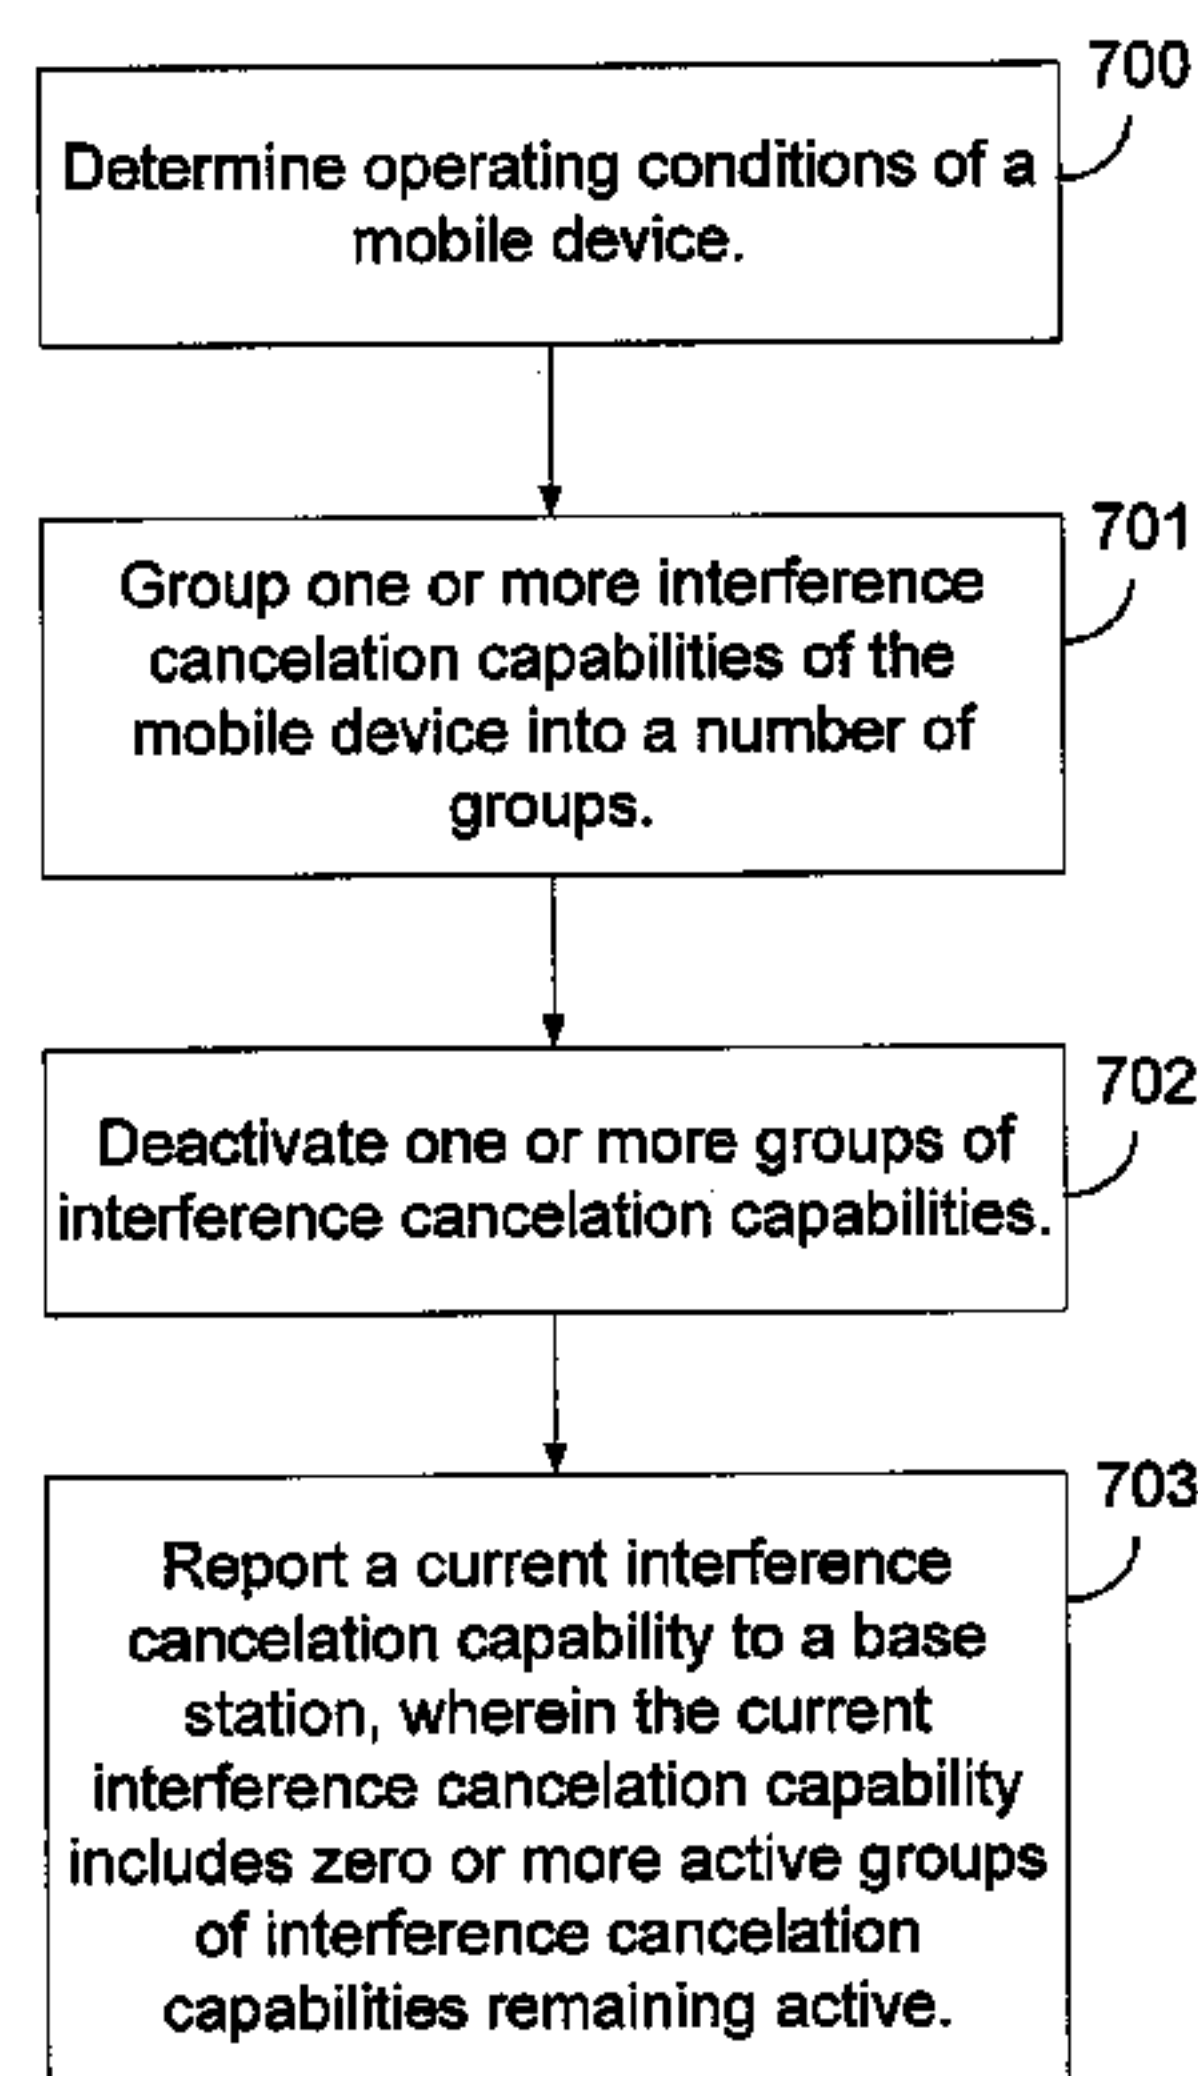 700
Determine operating conditions of a
mobile device.
701
Group one or more interference
cancelation capabilities of the
mobile device into a number of
groups.
702
Deactivate one or more groups of
interference cancelation capabilities.
703
Report a current interference
cancelation capability to a base
station, wherein the current
interference cancelation capability
includes zero or more active groups
of interference cancelation
capabilities remaining active.